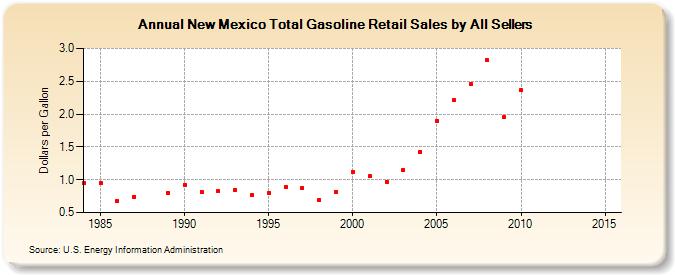 Annual New Mexico Total Gasoline Retail Sales by All Sellers
Dollars per Gallon
3.0
2.5
2.0
1.5
1.0
0.5
1985 1990 1995 2000 2005 2010 2015
Source: U.S. Energy Information Administration